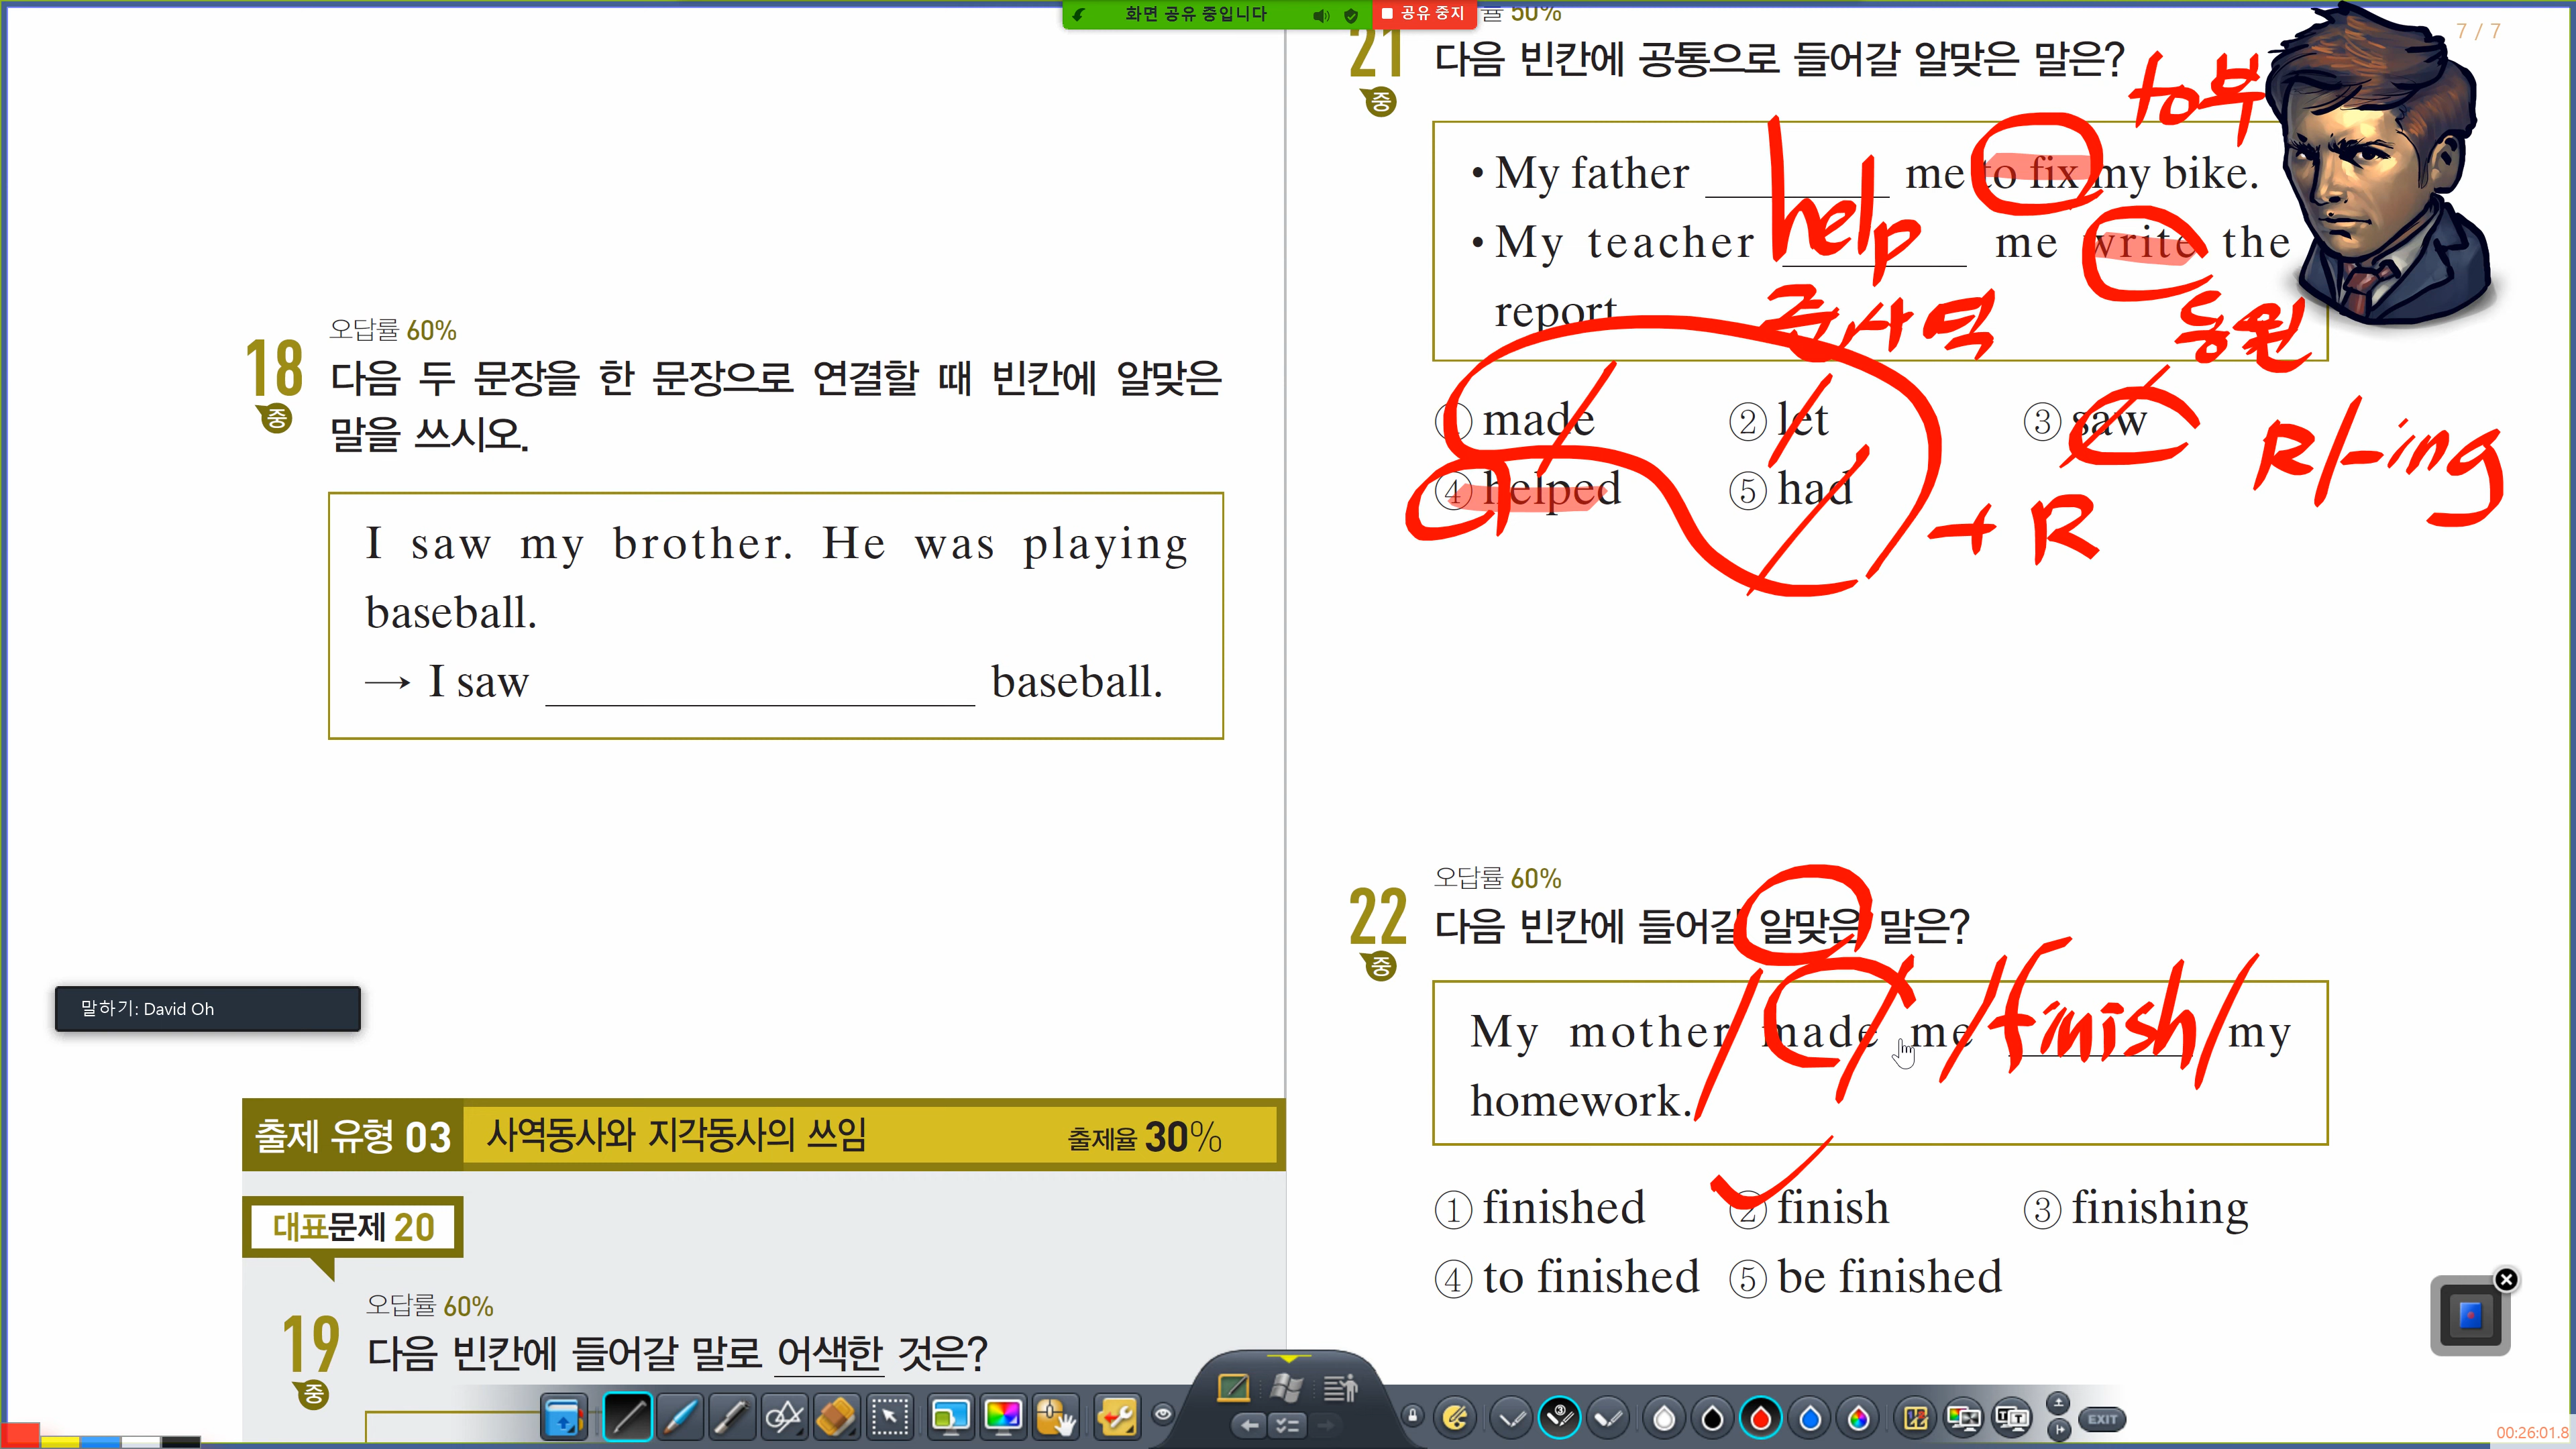 화면 공유 중입니다
공유 중지
7 / 7
오답률 60%
18
중
다음 두 문장을 한 문장으로 연결할 때 빈칸에 알맞은
말을 쓰시오.
I saw my brother. He was playing
baseball.
→ I saw ____________ baseball.
말하기: David Oh
출제 유형 03 사역동사와 지각동사의 쓰임 출제율 30%
대표문제 20
오답률 60%
19
중
다음 빈칸에 들어갈 말로 어색한 것은?
률 50%
21
중
다음 빈칸에 공통으로 들어갈 알맞은 말은?
to부
• My father ________ me to fix my bike.
help
• My teacher ________ me write the
report
준사역
동원
① made ② let ③ saw
R/-ing
④ helped ⑤ had
+ R
오답률 60%
22
중
다음 빈칸에 들어갈 알맞은 말은?
My mother made me finish my
homework.
① finished ② finish ③ finishing
④ to finished ⑤ be finished
EXIT
00:26:01.8